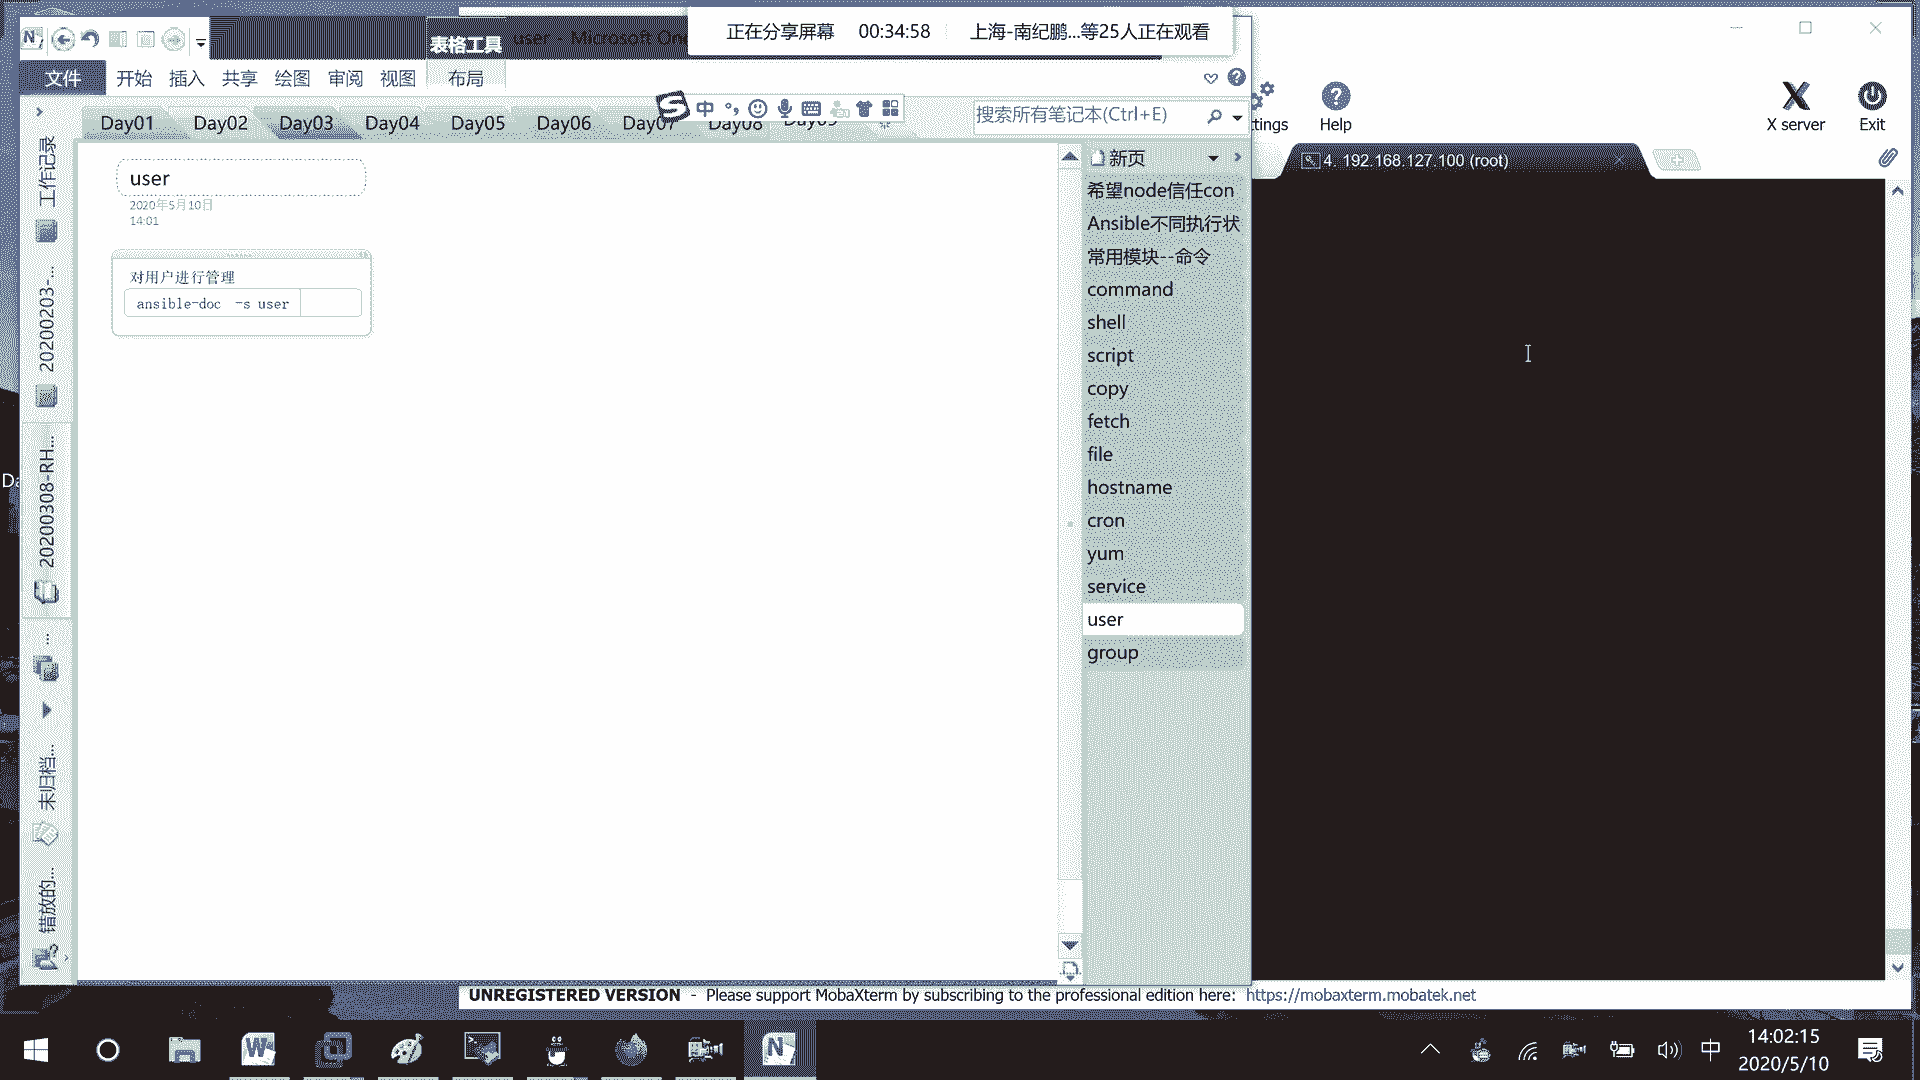 正在分享屏幕 00:34:58 上海-南纪鹏...等25人正在观看
表格工具 user - Microsoft On
文件 开始 插入 共享 绘图 审阅 视图 布局
中
搜索所有笔记本(Ctrl+E)
Day01 Day02 Day03 Day04 Day05 Day06 Day07 Day08 Day09
tings Help X server Exit
4. 192.168.127.100 (root)
工作记录
20200203-...
20200308-RH...
...
未归档...
错放的...
user
2020年5月10日
14:01
对用户进行管理
ansible-doc -s user
新页
希望node信任con
Ansible不同执行状
常用模块--命令
command
shell
script
copy
fetch
file
hostname
cron
yum
service
user
group
Da
UNREGISTERED VERSION - Please support MobaXterm by subscribing to the professional edition here: https://mobaxterm.mobatek.net
中
14:02:15
2020/5/10